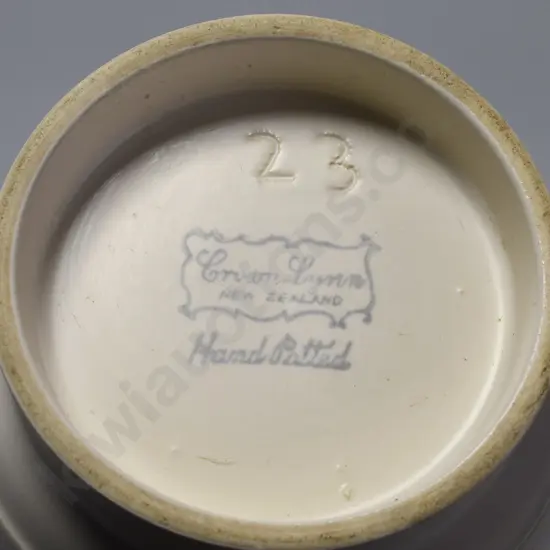 23
Crown Lynn
NEW ZEALAND
Hand Potted